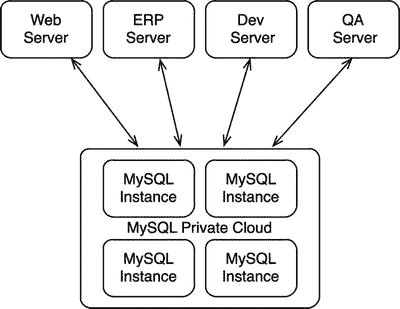 Web
Server
ERP
Server
Dev
Server
QA
Server
MySQL
Instance
MySQL
Instance
MySQL Private Cloud
MySQL
Instance
MySQL
Instance